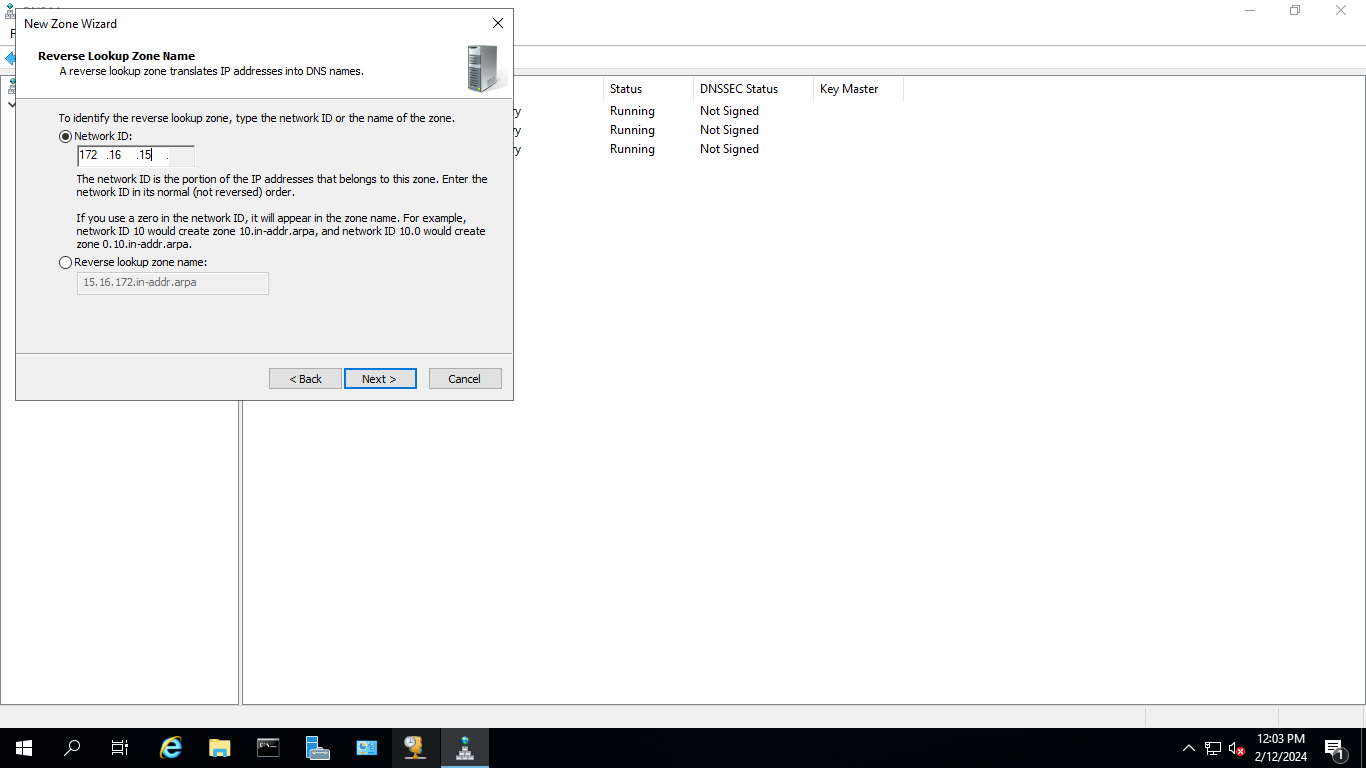 New Zone Wizard
Reverse Lookup Zone Name
A reverse lookup zone translates IP addresses into DNS names.
To identify the reverse lookup zone, type the network ID or the name of the zone.
Network ID:
172 .16 .15 .
The network ID is the portion of the IP addresses that belongs to this zone. Enter the
network ID in its normal (not reversed) order.
If you use a zero in the network ID, it will appear in the zone name. For example,
network ID 10 would create zone 10.in-addr.arpa, and network ID 10.0 would create
zone 0.10.in-addr.arpa.
Reverse lookup zone name:
15.16.172.in-addr.arpa
< Back Next > Cancel
Status DNSSEC Status Key Master
Running Not Signed
Running Not Signed
Running Not Signed
12:03 PM
2/12/2024
1